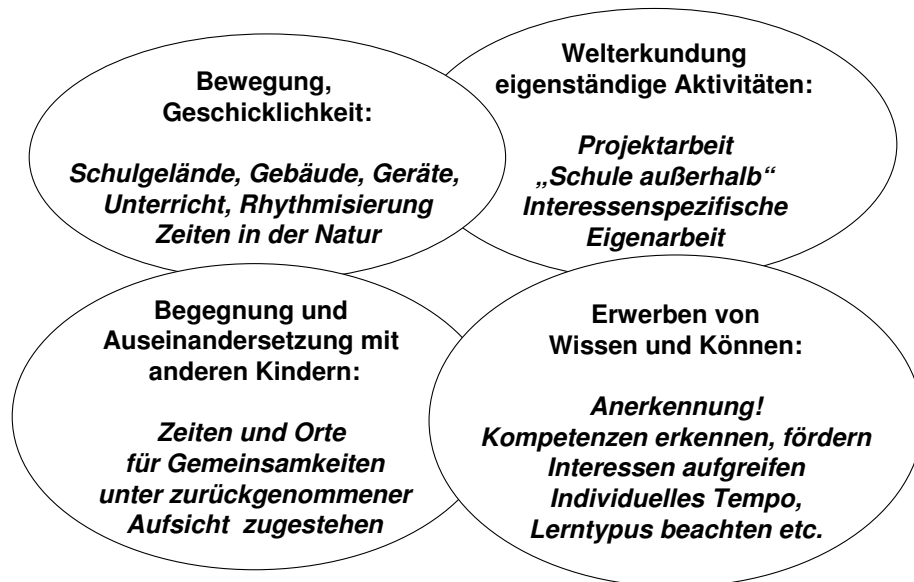 Bewegung,
Geschicklichkeit:
Schulgelände, Gebäude, Geräte,
Unterricht, Rhythmisierung
Zeiten in der Natur
Welterkundung
eigenständige Aktivitäten:
Projektarbeit
„Schule außerhalb“
Interessenspezifische
Eigenarbeit
Begegnung und
Auseinandersetzung mit
anderen Kindern:
Zeiten und Orte
für Gemeinsamkeiten
unter zurückgenommener
Aufsicht zugestehen
Erwerben von
Wissen und Können:
Anerkennung!
Kompetenzen erkennen, fördern
Interessen aufgreifen
Individuelles Tempo,
Lerntypus beachten etc.